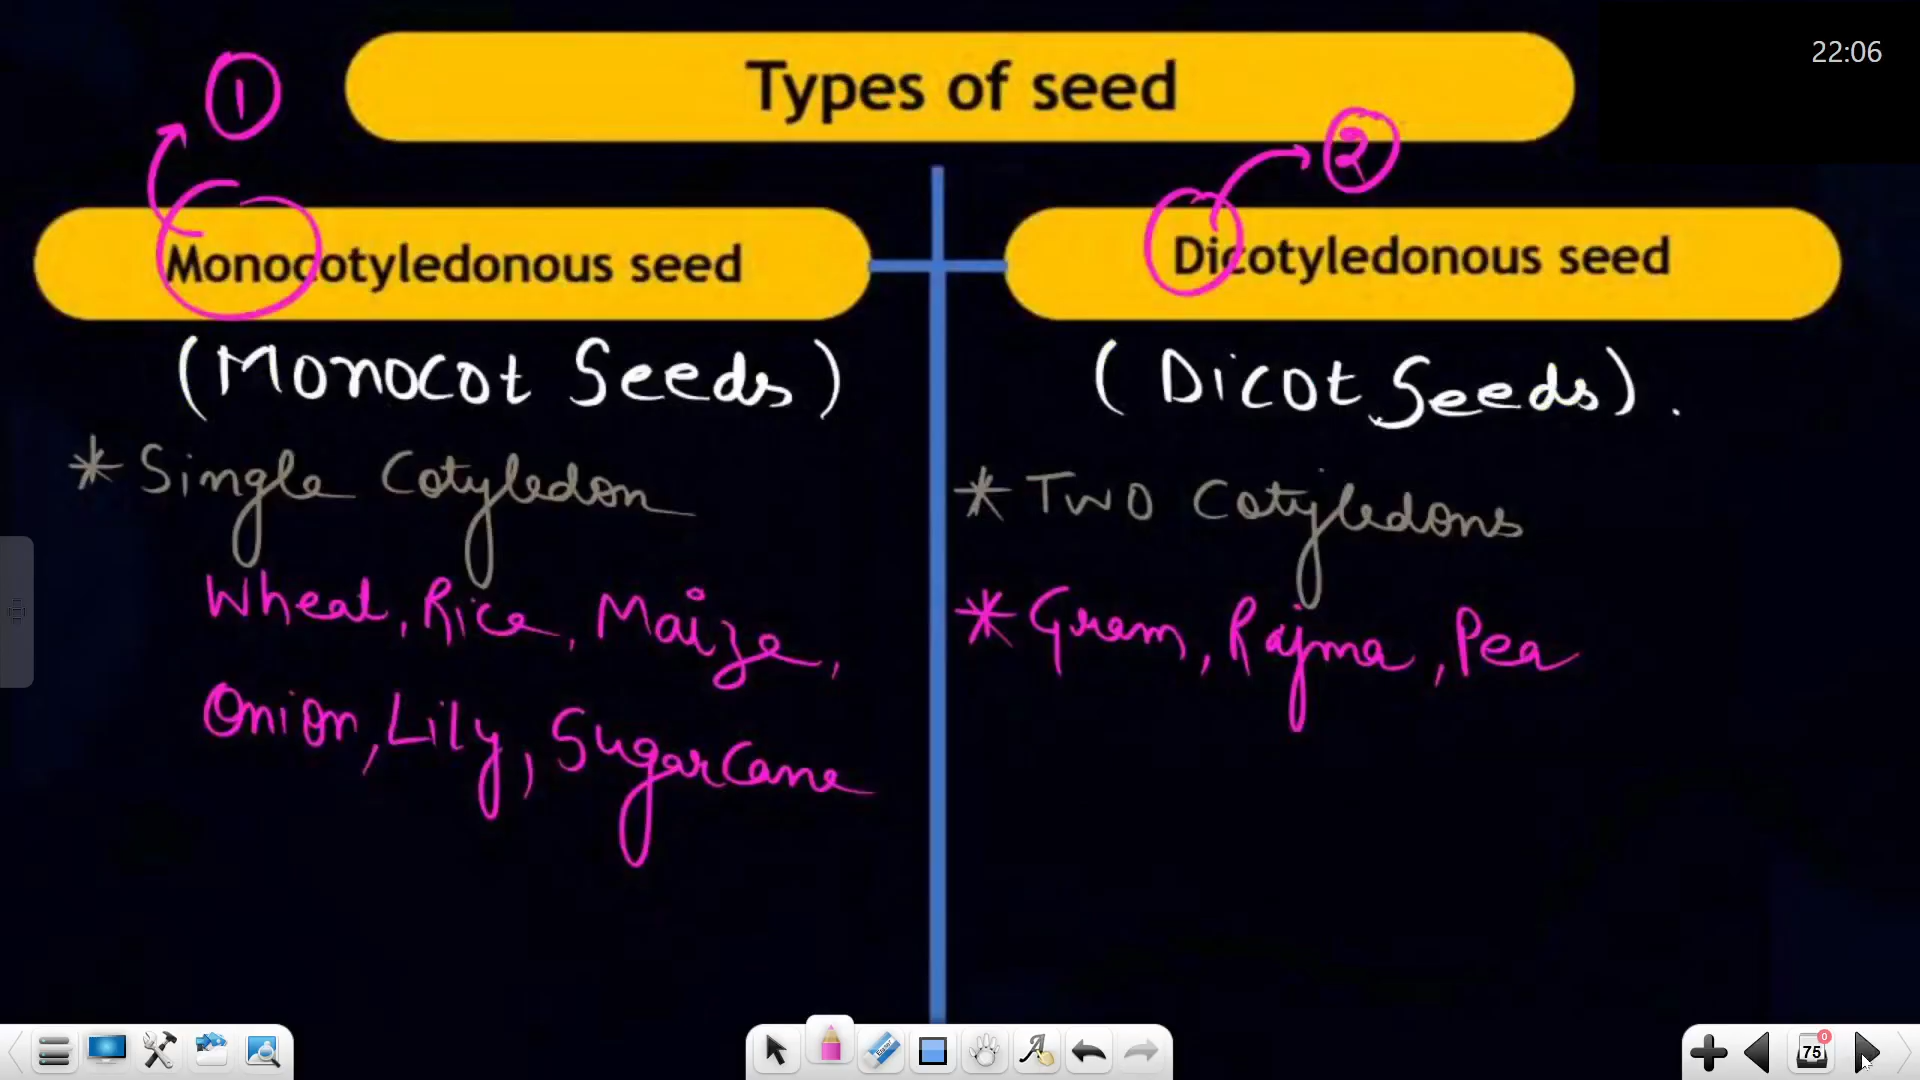 22:06
Types of seed
1
2
Monocotyledonous seed
(Monocot Seeds)
* Single Cotyledon
Wheat, Rice, Maize,
Onion, Lily, Sugarcane
Dicotyledonous seed
(Dicot Seeds).
* Two Cotyledons
* Gram, Rajma, Pea
75
0